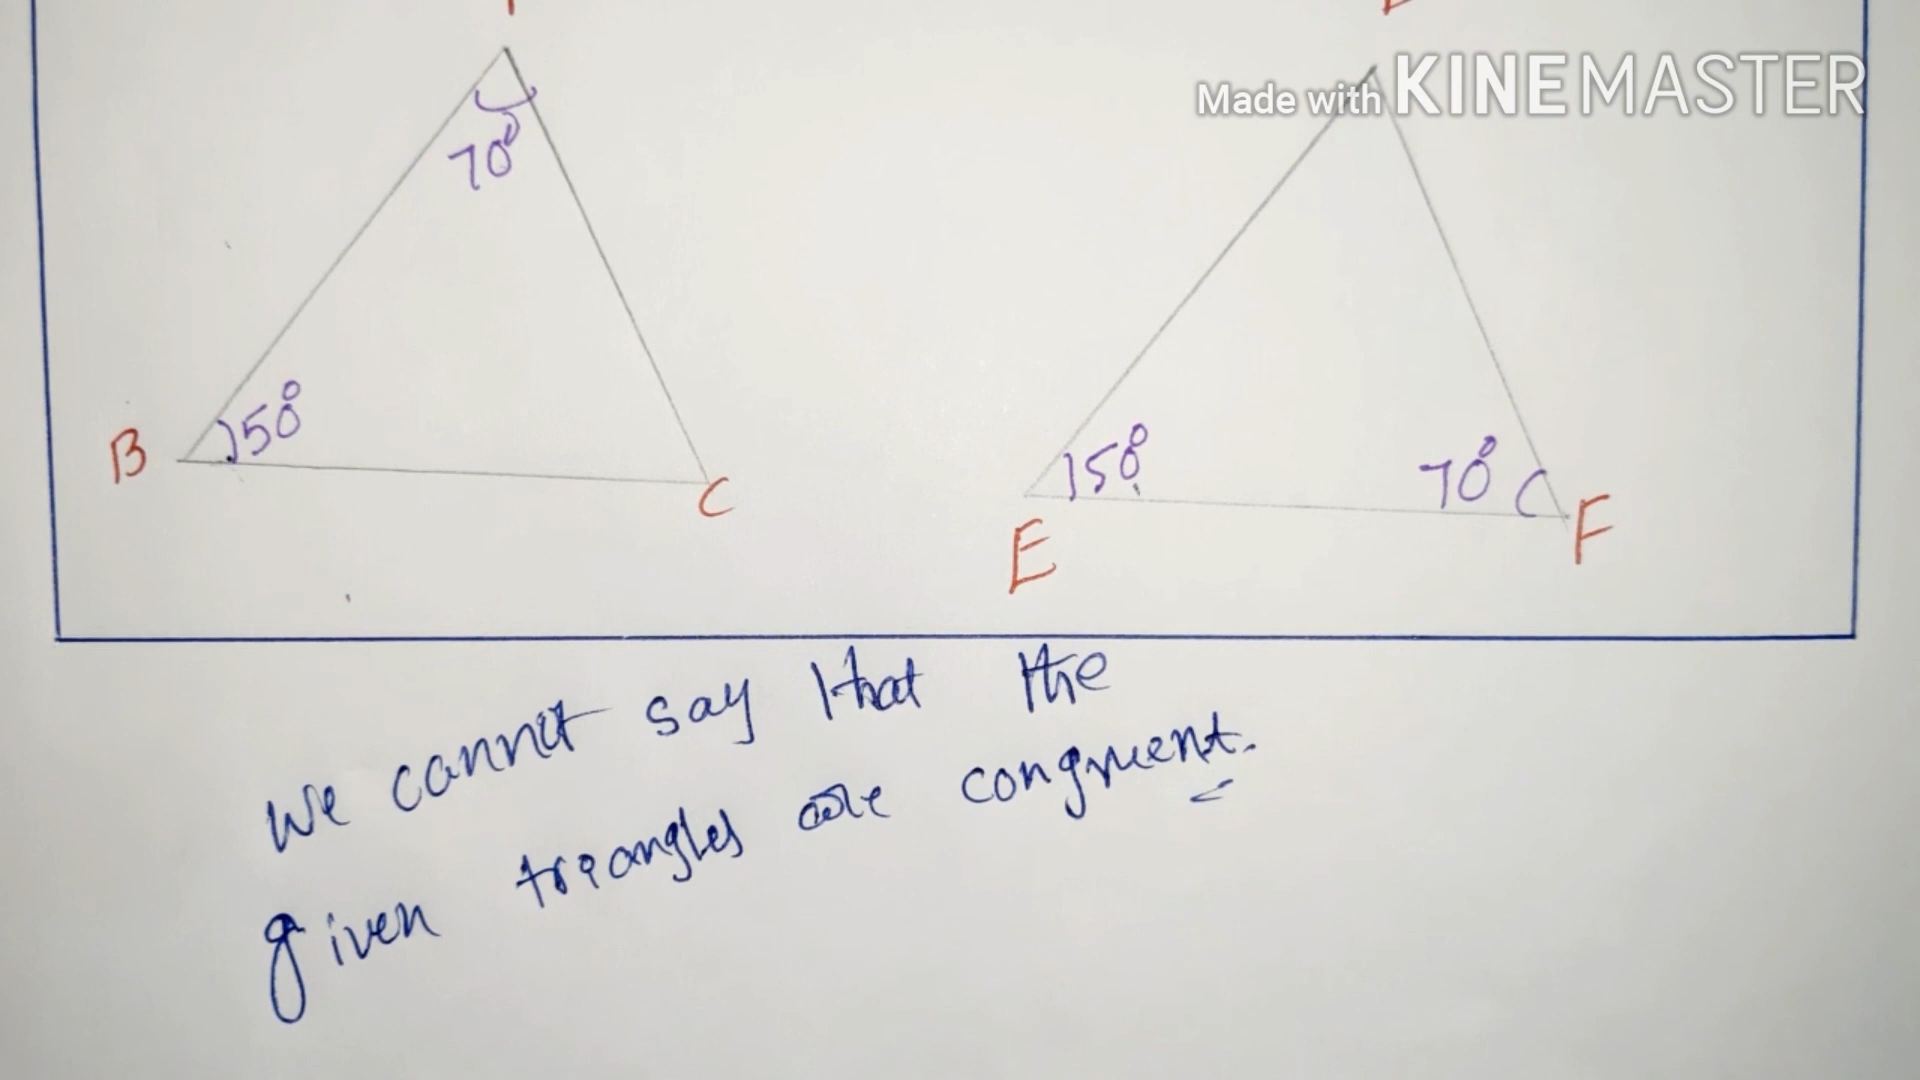 Made with KINEMASTER
70°
B
50°
C
50°
70°
E
F
we cannot say that the
given triangles are congruent.